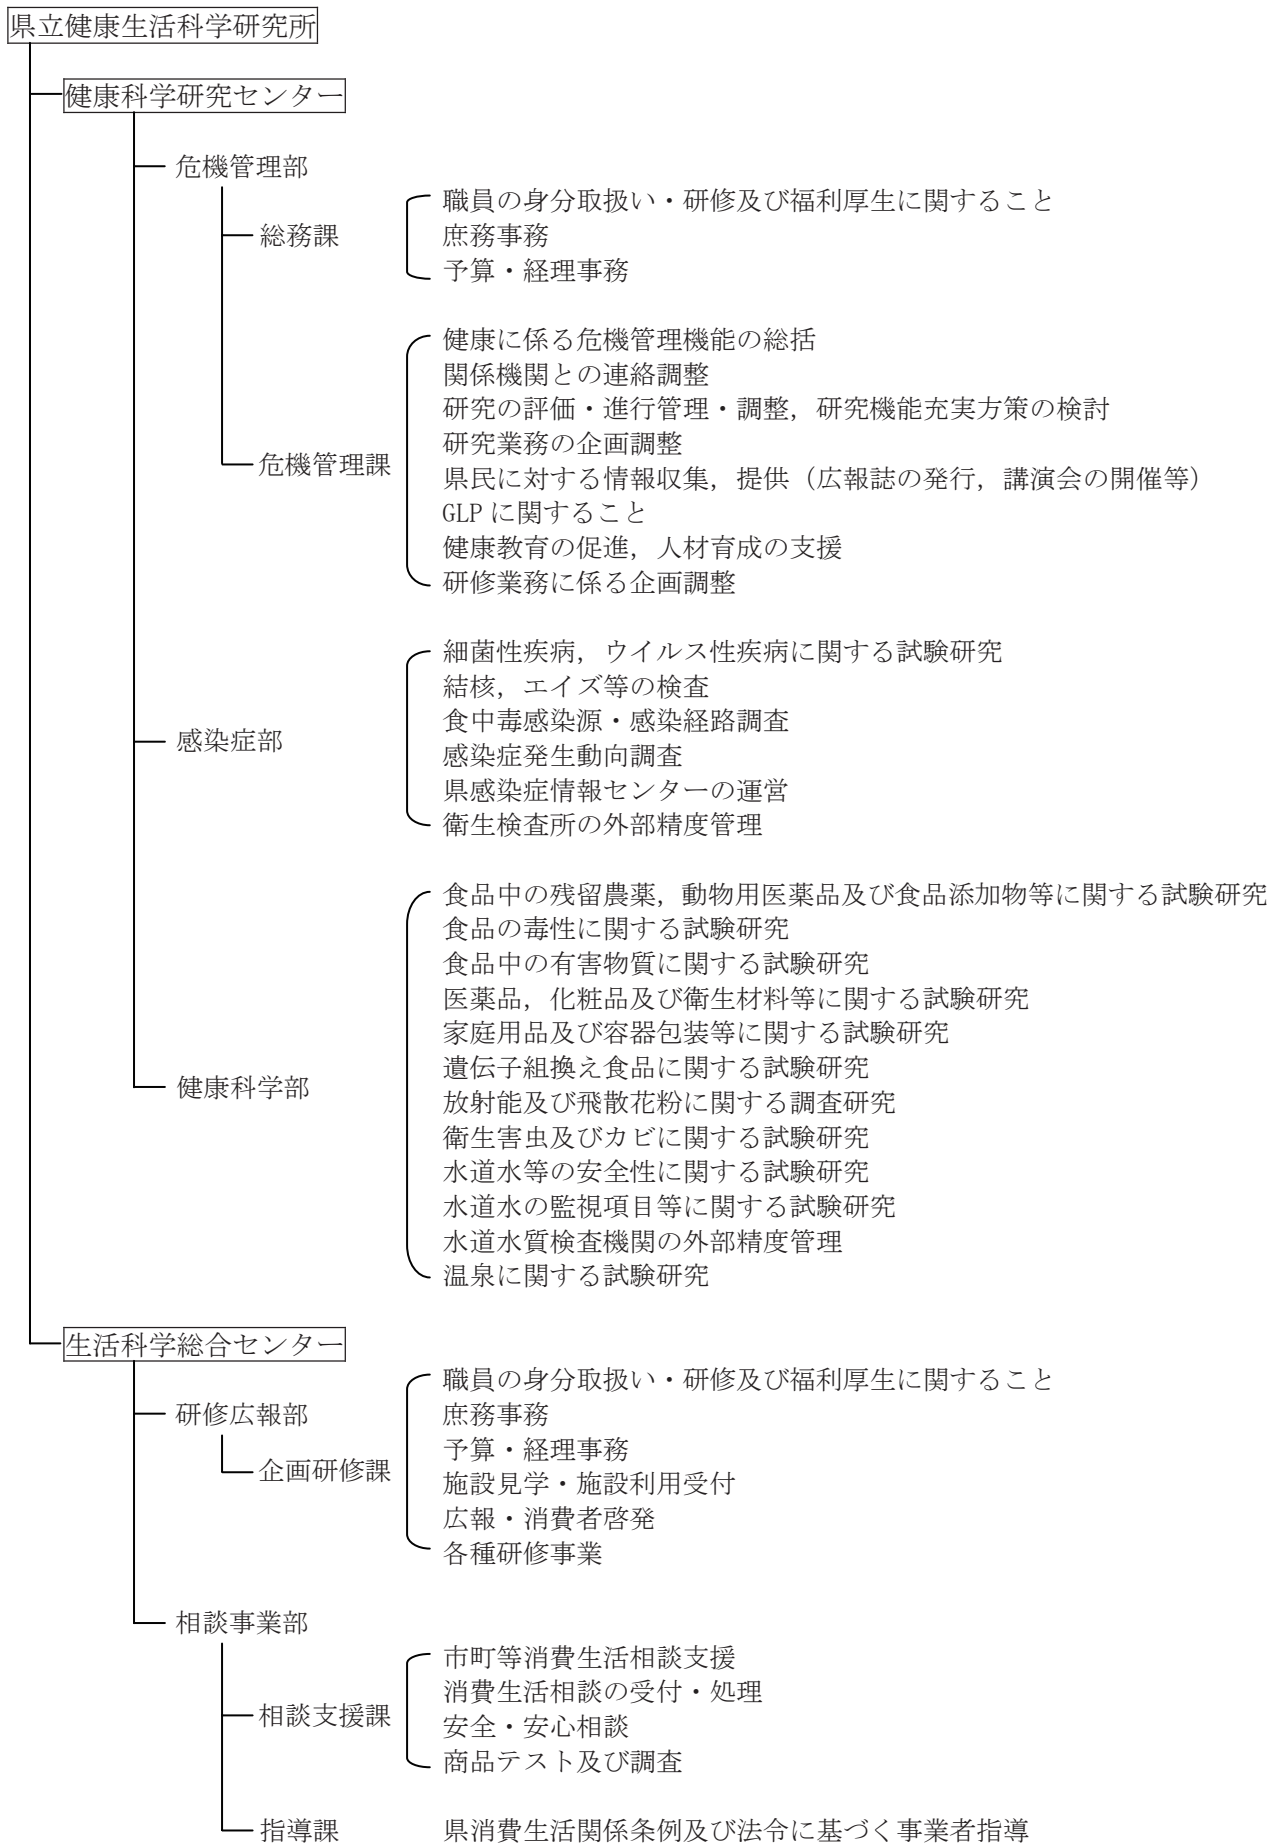 県立健康生活科学研究所
健康科学研究センター
危機管理部
総務課
職員の身分取扱い・研修及び福利厚生に関すること
庶務事務
予算・経理事務
危機管理課
健康に係る危機管理機能の総括
関係機関との連絡調整
研究の評価・進行管理・調整，研究機能充実方策の検討
研究業務の企画調整
県民に対する情報収集，提供（広報誌の発行，講演会の開催等）
GLPに関すること
健康教育の促進，人材育成の支援
研修業務に係る企画調整
感染症部
細菌性疾病，ウイルス性疾病に関する試験研究
結核，エイズ等の検査
食中毒感染源・感染経路調査
感染症発生動向調査
県感染症情報センターの運営
衛生検査所の外部精度管理
健康科学部
食品中の残留農薬，動物用医薬品及び食品添加物等に関する試験研究
食品の毒性に関する試験研究
食品中の有害物質に関する試験研究
医薬品，化粧品及び衛生材料等に関する試験研究
家庭用品及び容器包装等に関する試験研究
遺伝子組換え食品に関する試験研究
放射能及び飛散花粉に関する調査研究
衛生害虫及びカビに関する試験研究
水道水等の安全性に関する試験研究
水道水の監視項目等に関する試験研究
水道水質検査機関の外部精度管理
温泉に関する試験研究
生活科学総合センター
研修広報部
企画研修課
職員の身分取扱い・研修及び福利厚生に関すること
庶務事務
予算・経理事務
施設見学・施設利用受付
広報・消費者啓発
各種研修事業
相談事業部
相談支援課
市町等消費生活相談支援
消費生活相談の受付・処理
安全・安心相談
商品テスト及び調査
指導課
県消費生活関係条例及び法令に基づく事業者指導